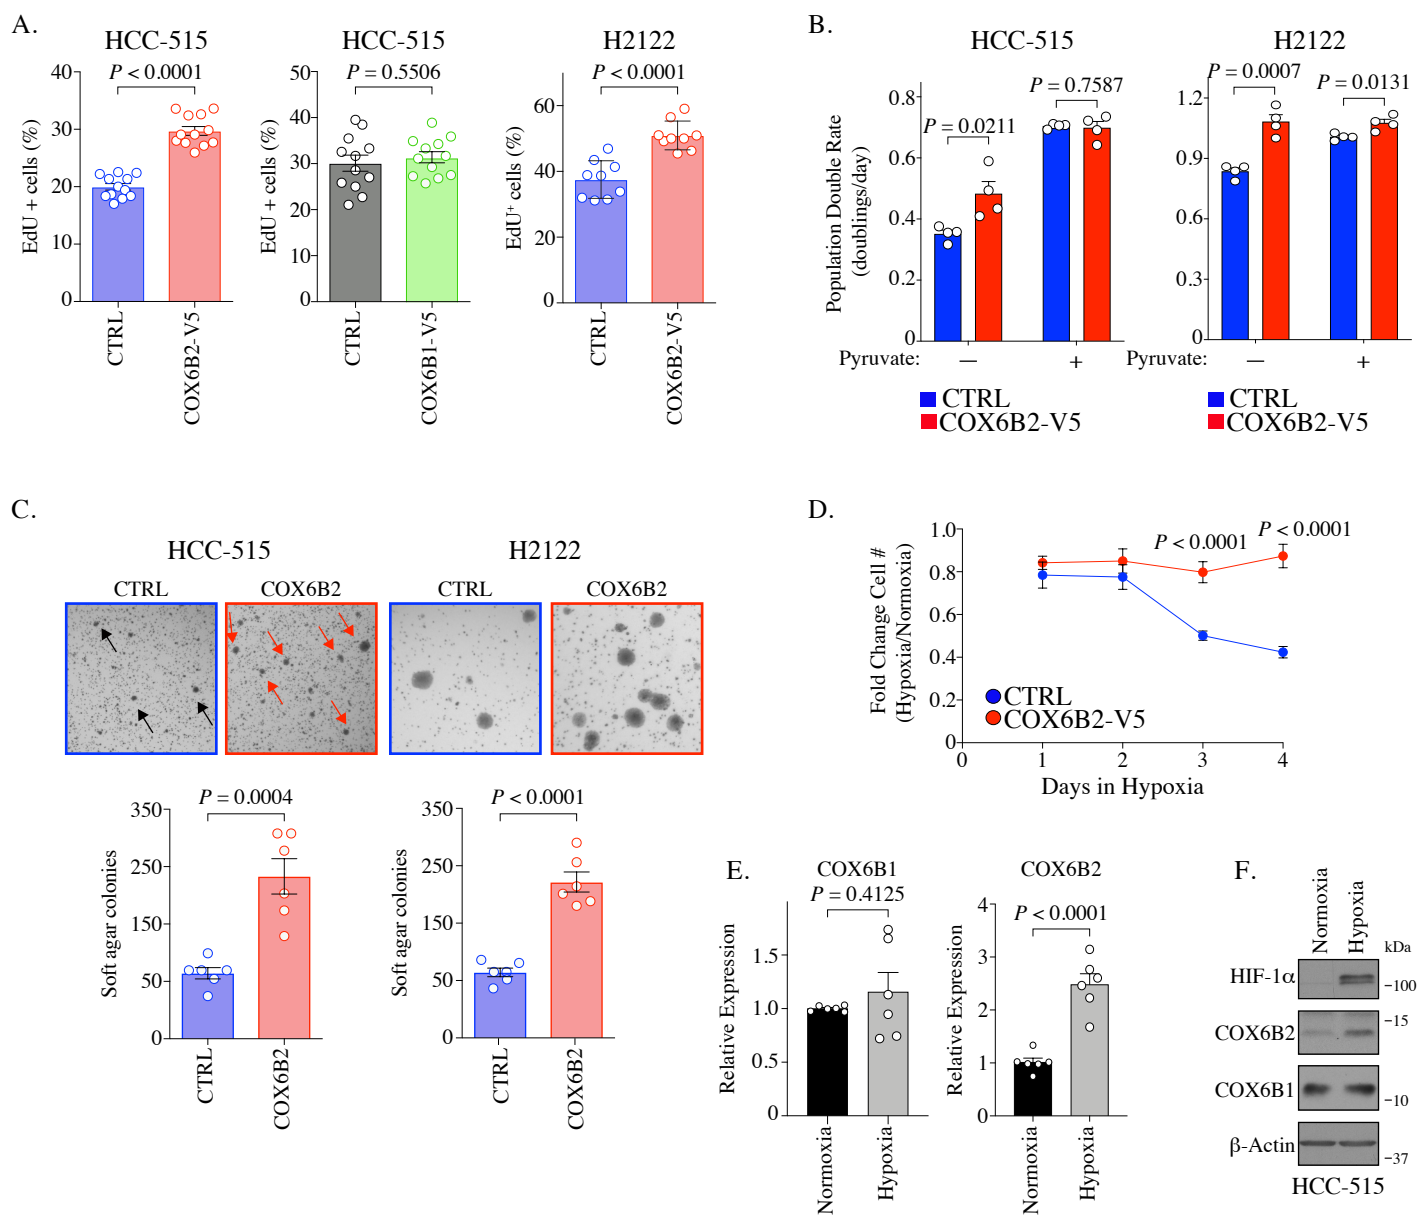 A.
HCC-515
P < 0.0001
EdU + cells (%)
40
30
20
10
0
CTRL
COX6B2-V5
HCC-515
P = 0.5506
EdU + cells (%)
50
40
30
20
10
0
CTRL
COX6B1-V5
H2122
P < 0.0001
EdU⁺ cells (%)
60
40
20
0
CTRL
COX6B2-V5
B.
HCC-515
Population Double Rate
(doublings/day)
0.8
0.6
0.4
0.2
0
P = 0.0211
P = 0.7587
Pyruvate: − +
CTRL
COX6B2-V5
H2122
1.2
0.9
0.6
0.3
0
P = 0.0007
P = 0.0131
Pyruvate: − +
CTRL
COX6B2-V5
C.
HCC-515
CTRL
COX6B2
H2122
CTRL
COX6B2
P = 0.0004
Soft agar colonies
350
250
150
50
0
CTRL
COX6B2
P < 0.0001
Soft agar colonies
350
250
150
50
0
CTRL
COX6B2
D.
Fold Change Cell #
(Hypoxia/Normoxia)
1.0
0.8
0.6
0.4
0.2
0
P < 0.0001
P < 0.0001
CTRL
COX6B2-V5
0 1 2 3 4
Days in Hypoxia
E.
COX6B1
P = 0.4125
Relative Expression
1.5
1.0
0.5
0
Normoxia
Hypoxia
COX6B2
P < 0.0001
Relative Expression
4
3
2
1
0
Normoxia
Hypoxia
F.
Normoxia
Hypoxia
kDa
HIF-1α
–100
COX6B2
–15
COX6B1
–10
β-Actin
–37
HCC-515